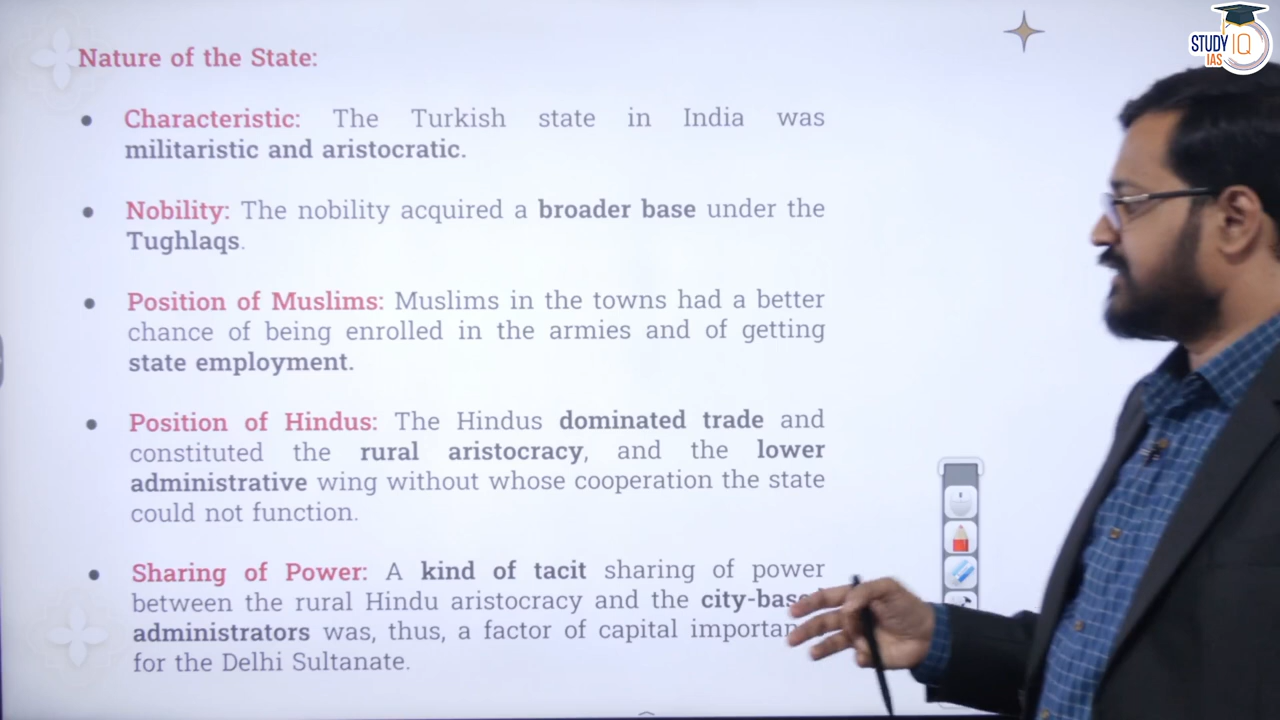 STUDY IQ
IAS
Nature of the State:
● Characteristic: The Turkish state in India was
militaristic and aristocratic.
● Nobility: The nobility acquired a broader base under the
Tughlaqs.
● Position of Muslims: Muslims in the towns had a better
chance of being enrolled in the armies and of getting
state employment.
● Position of Hindus: The Hindus dominated trade and
constituted the rural aristocracy, and the lower
administrative wing without whose cooperation the state
could not function.
● Sharing of Power: A kind of tacit sharing of power
between the rural Hindu aristocracy and the
administrators was, thus, a factor of capital
for the Delhi Sultanate.